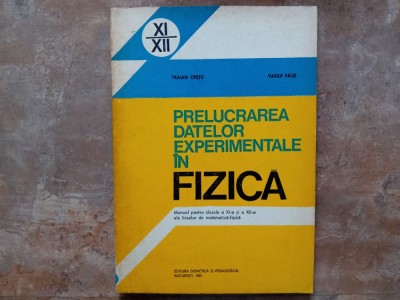 XI
XII
TRAIAN CREȚU
VASILE FĂLIE
PRELUCRAREA
DATELOR
EXPERIMENTALE
ÎN
FIZICA
Manual pentru clasele a XI-a și a XII-a
ale liceelor de matematică-fizică
EDITURA DIDACTICĂ ȘI PEDAGOGICĂ,
BUCUREȘTI,